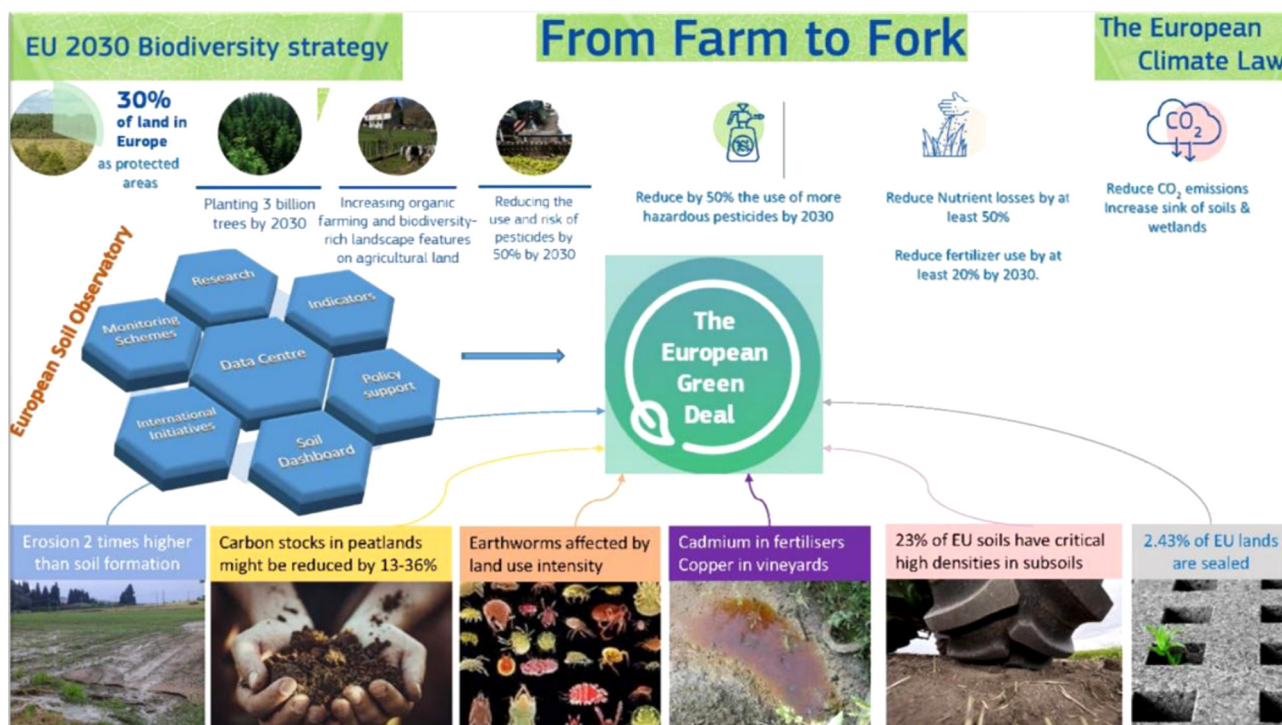 EU 2030 Biodiversity strategy
From Farm to Fork
The European
Climate Law
30%
of land in
Europe
as protected
areas
Planting 3 billion
trees by 2030
Increasing organic
farming and biodiversity-
rich landscape features
on agricultural land
Reducing the
use and risk of
pesticides by
50% by 2030
Reduce by 50% the use of more
hazardous pesticides by 2030
Reduce Nutrient losses by at
least 50%
Reduce fertilizer use by at
least 20% by 2030.
CO2
Reduce CO2 emissions
Increase sink of soils &
wetlands
European Soil Observatory
Research
Indicators
Monitoring
Schemes
Data Centre
Policy
support
International
Initiatives
Soil
Dashboard
The
European
Green
Deal
Erosion 2 times higher
than soil formation
Carbon stocks in peatlands
might be reduced by 13-36%
Earthworms affected by
land use intensity
Cadmium in fertilisers
Copper in vineyards
23% of EU soils have critical
high densities in subsoils
2.43% of EU lands
are sealed